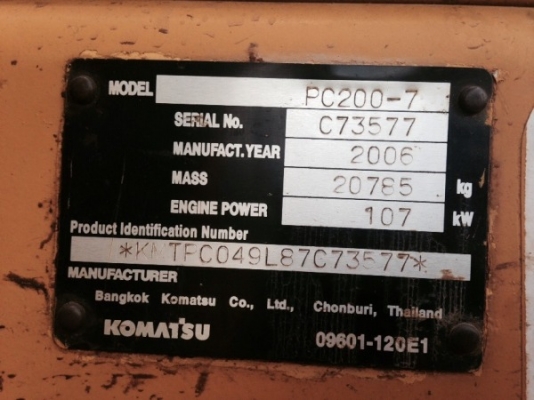 MODEL PC200-7
SERIAL No. C73577
MANUFACT.YEAR 2006
MASS 20785 kg
ENGINE POWER 107 kW
Product Identification Number
MANUFACTURER
Bangkok Komatsu Co., Ltd., Chonburi, Thailand
KOMATSU 09601-120E1